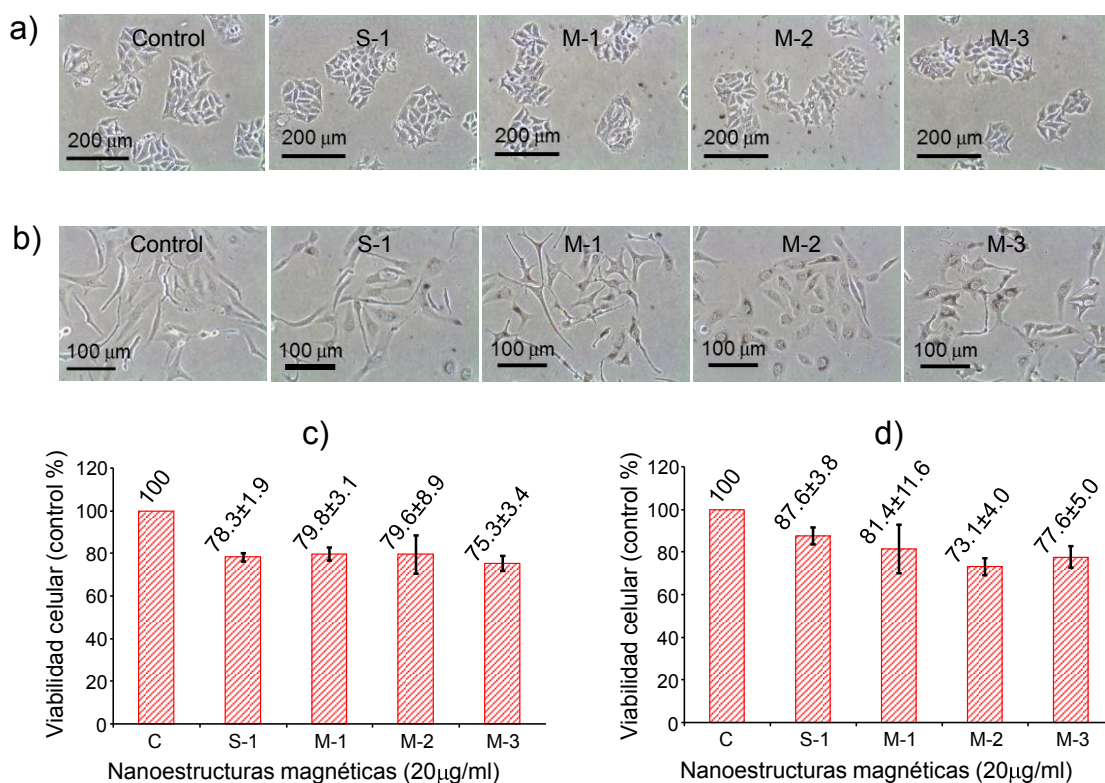 a)
Control
S-1
M-1
M-2
M-3
200 µm
200 µm
200 µm
200 µm
200 µm
b)
Control
S-1
M-1
M-2
M-3
100 µm
100 µm
100 µm
100 µm
100 µm
c)
Viabilidad celular (control %)
120
100
80
60
40
20
0
100
78.3±1.9
79.8±3.1
79.6±8.9
75.3±3.4
C
S-1
M-1
M-2
M-3
Nanoestructuras magnéticas (20µg/ml)
d)
Viabilidad celular (control %)
120
100
80
60
40
20
0
100
87.6±3.8
81.4±11.6
73.1±4.0
77.6±5.0
C
S-1
M-1
M-2
M-3
Nanoestructuras magnéticas (20µg/ml)